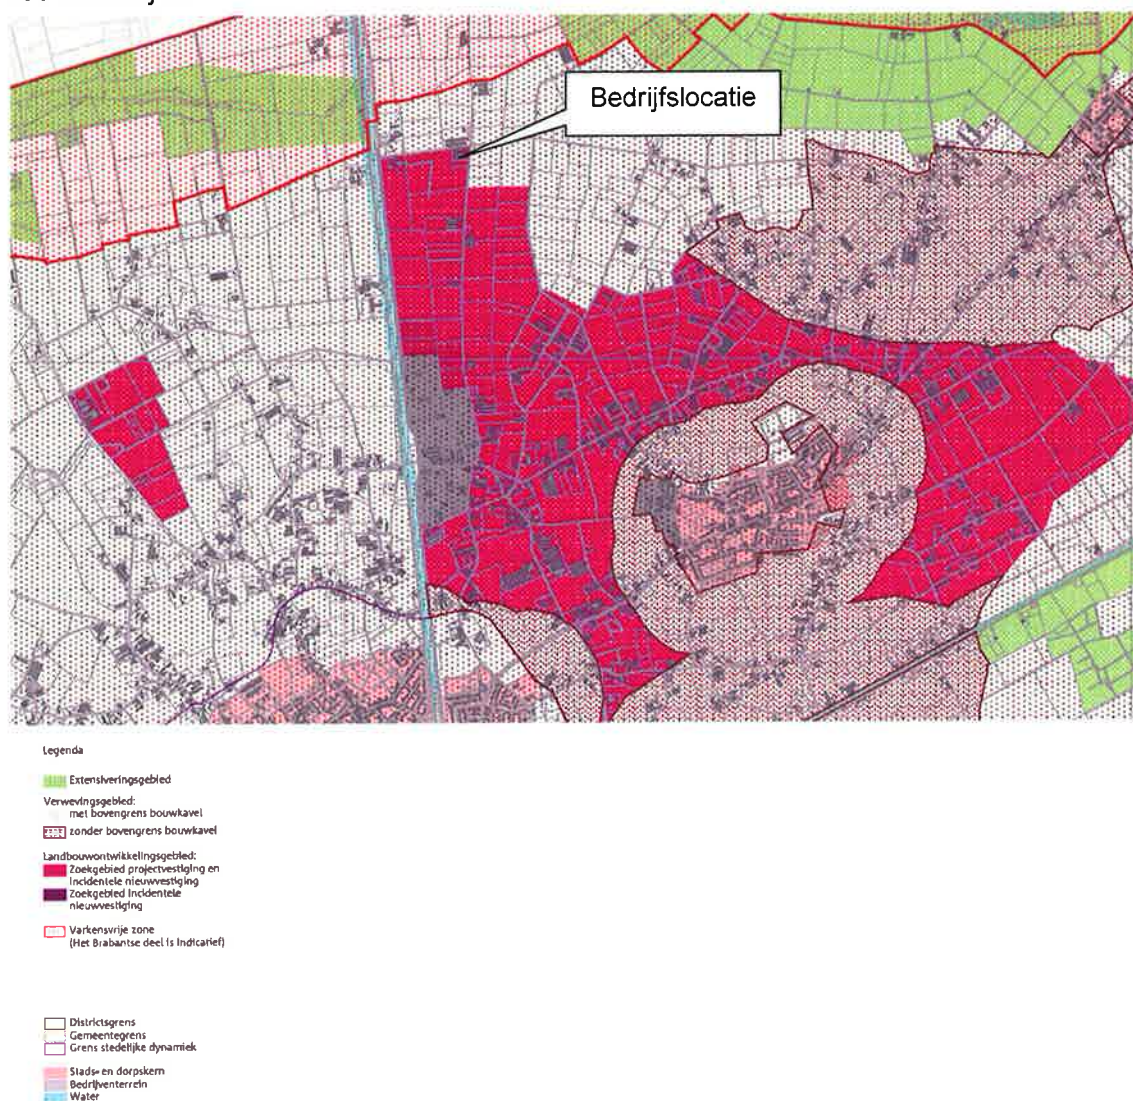 Bedrijfslocatie
Legenda
Extensiveringsgebied
Verwevingsgebied:
met bovengrens bouwkavel
zonder bovengrens bouwkavel
Landbouwontwikkelingsgebied:
Zoekgebied projectvestiging en
incidentele nieuwvestiging
Zoekgebied incidentele
nieuwvestiging
Varkensvrije zone
(Het Brabantse deel is indicatief)
Districtsgrens
Gemeentegrens
Grens stedelijke dynamiek
Stads- en dorpskern
Bedrijventerrein
Water